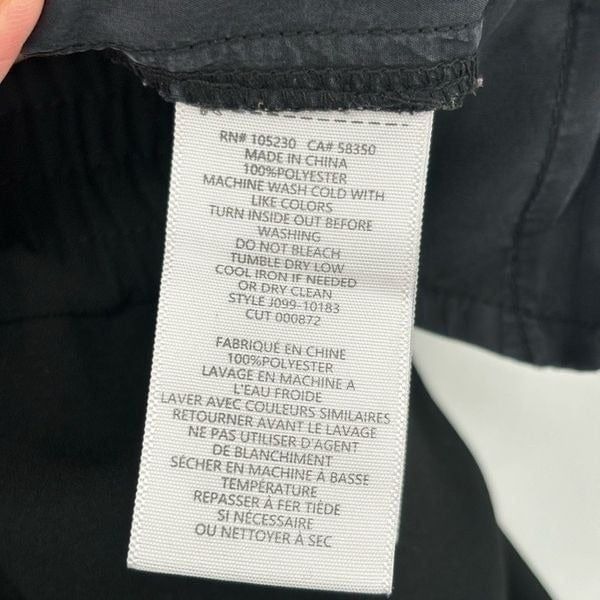 RN# 105230 CA# 58350
MADE IN CHINA
100%POLYESTER
MACHINE WASH COLD WITH
LIKE COLORS
TURN INSIDE OUT BEFORE
WASHING
DO NOT BLEACH
TUMBLE DRY LOW
COOL IRON IF NEEDED
OR DRY CLEAN
STYLE J099-10183
CUT 000872
FABRIQUÉ EN CHINE
100%POLYESTER
LAVAGE EN MACHINE A
L'EAU FROIDE
LAVER AVEC COULEURS SIMILAIRES
RETOURNER AVANT LE LAVAGE
NE PAS UTILISER D'AGENT
DE BLANCHIMENT
SÉCHER EN MACHINE À BASSE
TEMPÉRATURE
REPASSER À FER TIÈDE
SI NÉCESSAIRE
OU NETTOYER À SEC